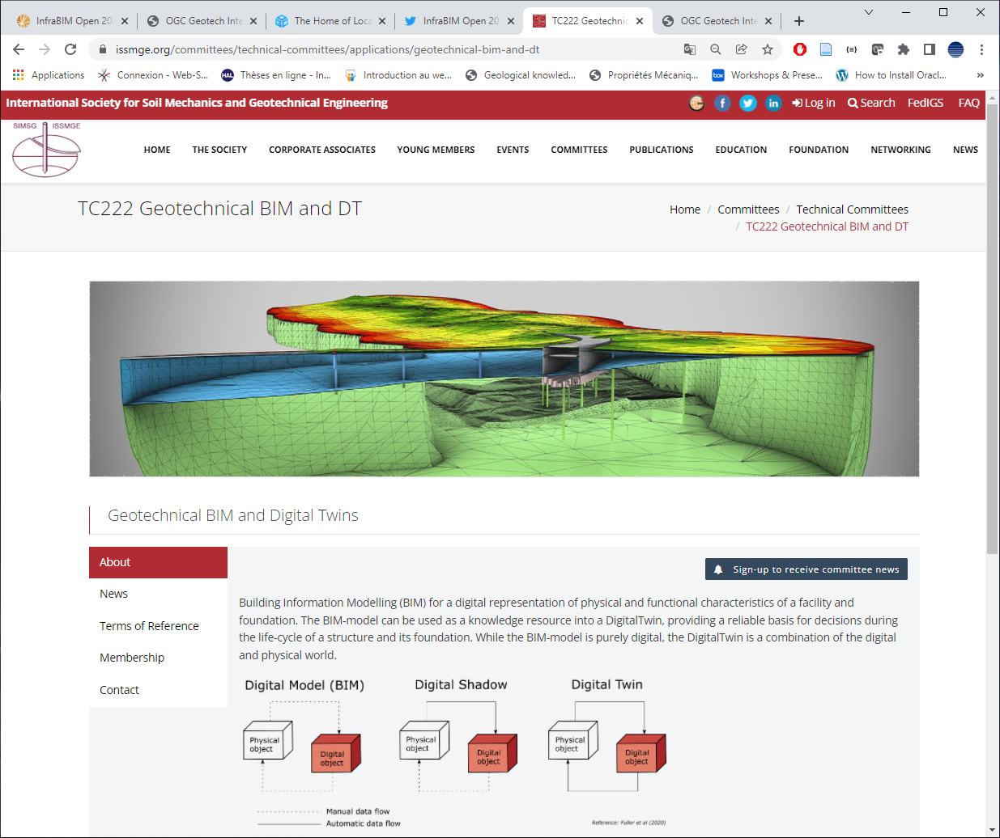 InfraBIM Open 20
OGC Geotech Inte
The Home of Loca
InfraBIM Open 20
TC222 Geotechnic
OGC Geotech Inte
issmge.org/committees/technical-committees/applications/geotechnical-bim-and-dt
Applications
Connexion - Web-S...
HAL Thèses en ligne - In...
Introduction au we...
Geological knowled...
Propriétés Mécaniq...
box Workshops & Prese...
How to Install Oracl...
»
International Society for Soil Mechanics and Geotechnical Engineering
Log in
Search
FedIGS
FAQ
SIMSG ISSMGE
HOME
THE SOCIETY
CORPORATE ASSOCIATES
YOUNG MEMBERS
EVENTS
COMMITTEES
PUBLICATIONS
EDUCATION
FOUNDATION
NETWORKING
NEWS
TC222 Geotechnical BIM and DT
Home / Committees / Technical Committees
/ TC222 Geotechnical BIM and DT
Geotechnical BIM and Digital Twins
About
News
Terms of Reference
Membership
Contact
Sign-up to receive committee news
Building Information Modelling (BIM) for a digital representation of physical and functional characteristics of a facility and
foundation. The BIM-model can be used as a knowledge resource into a DigitalTwin, providing a reliable basis for decisions during
the life-cycle of a structure and its foundation. While the BIM-model is purely digital, the DigitalTwin is a combination of the digital
and physical world.
Digital Model (BIM)
Physical
object
Digital
object
Digital Shadow
Physical
object
Digital
object
Digital Twin
Physical
object
Digital
object
Manual data flow
Automatic data flow
Reference: Fuller et al (2020)